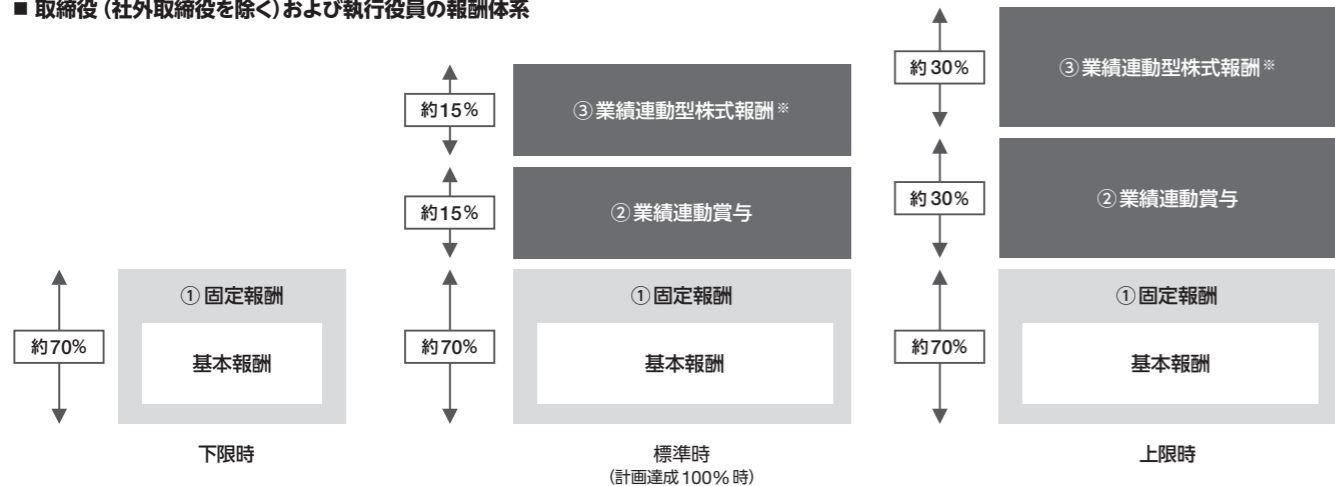 ■ 取締役（社外取締役を除く）および執行役員の報酬体系
約70%
① 固定報酬
基本報酬
下限時
約15%
③ 業績連動型株式報酬※
約15%
② 業績連動賞与
約70%
① 固定報酬
基本報酬
標準時
（計画達成100% 時）
約30%
③ 業績連動型株式報酬※
約30%
② 業績連動賞与
約70%
① 固定報酬
基本報酬
上限時